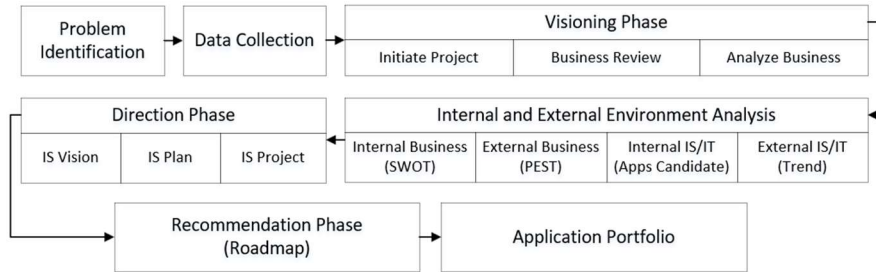 Problem
Identification
Data Collection
Visioning Phase
Initiate Project
Business Review
Analyze Business
Internal and External Environment Analysis
Internal Business
(SWOT)
External Business
(PEST)
Internal IS/IT
(Apps Candidate)
External IS/IT
(Trend)
Direction Phase
IS Vision
IS Plan
IS Project
Recommendation Phase
(Roadmap)
Application Portfolio